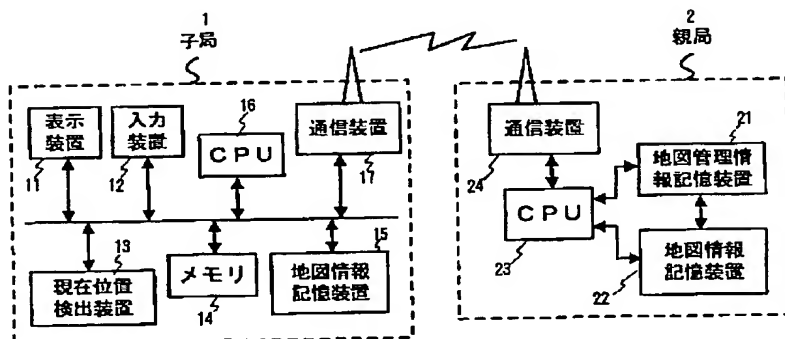 1
子局
表示
装置
11
入力
装置
12
16
CPU
通信装置
17
13
現在位置
検出装置
メモリ
14
15
地図情報
記憶装置
2
親局
通信装置
24
CPU
23
21
地図管理情
報記憶装置
地図情報
記憶装置
22